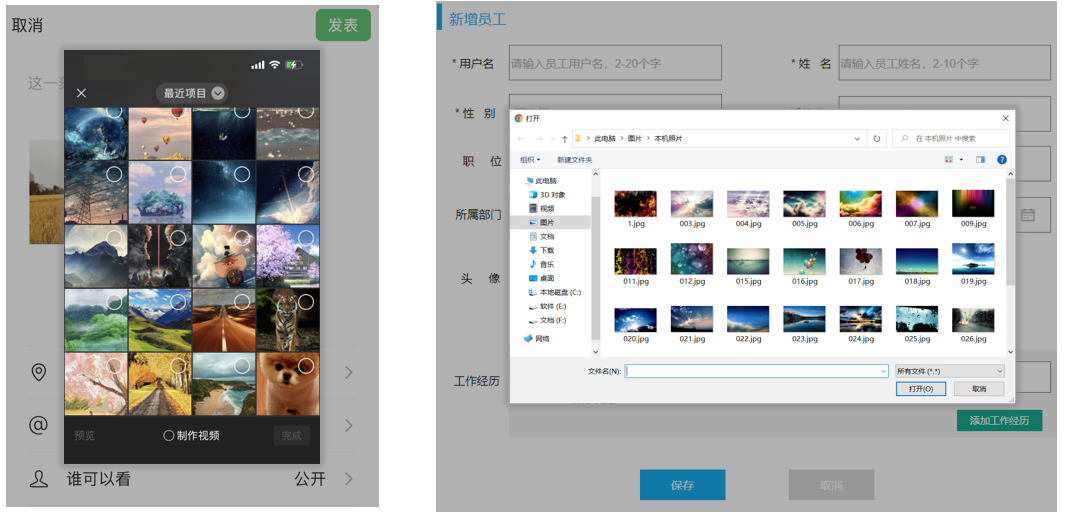 取消
发表
这一
最近项目
预览
制作视频
完成
谁可以看
公开
新增员工
* 用户名
请输入员工用户名，2-20个字
* 姓 名
请输入员工姓名，2-10个字
* 性 别
职 位
所属部门
头 像
工作经历
打开
此电脑 › 图片 › 本机照片
在 本机照片 中搜索
组织
新建文件夹
此电脑
3D 对象
视频
图片
文档
下载
音乐
桌面
本地磁盘 (C:)
软件 (E:)
文档 (F:)
网络
1.jpg
003.jpg
004.jpg
005.jpg
006.jpg
007.jpg
009.jpg
011.jpg
012.jpg
015.jpg
016.jpg
017.jpg
018.jpg
019.jpg
020.jpg
021.jpg
022.jpg
023.jpg
024.jpg
025.jpg
026.jpg
文件名(N):
所有文件 (*.*)
打开(O)
取消
添加工作经历
保存
取消